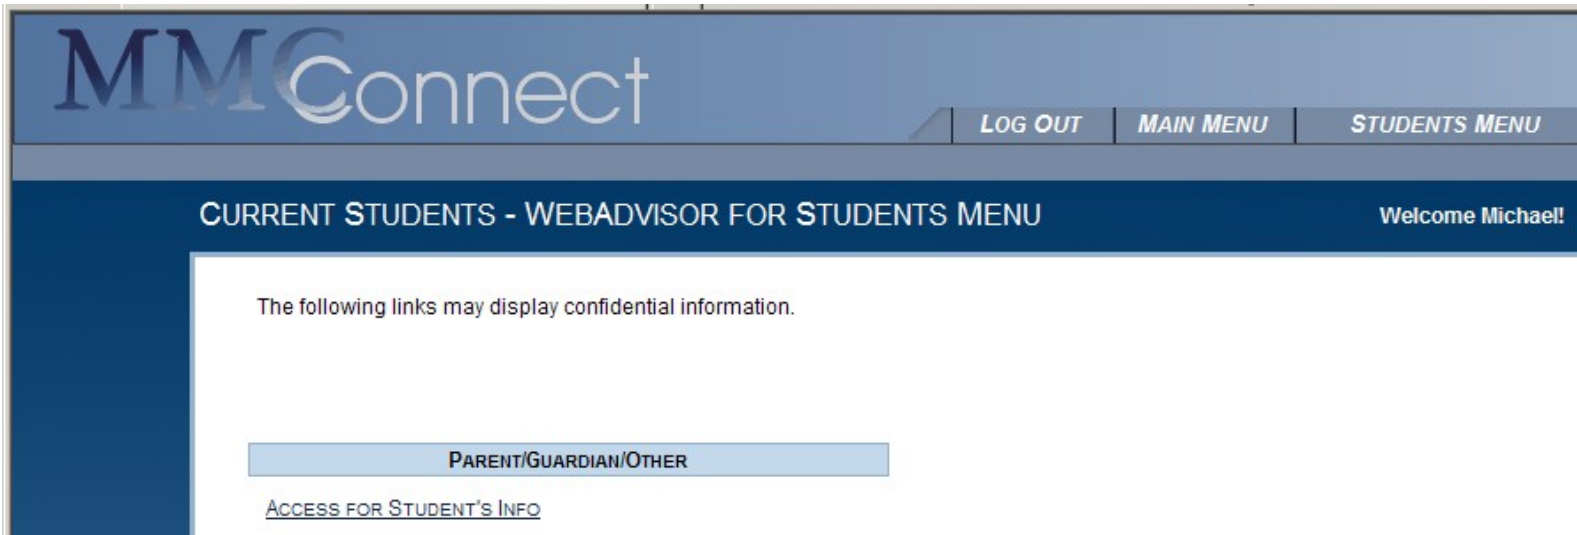 MMConnect
LOG OUT MAIN MENU STUDENTS MENU
CURRENT STUDENTS - WEBADVISOR FOR STUDENTS MENU Welcome Michael!
The following links may display confidential information.
PARENT/GUARDIAN/OTHER
ACCESS FOR STUDENT'S INFO